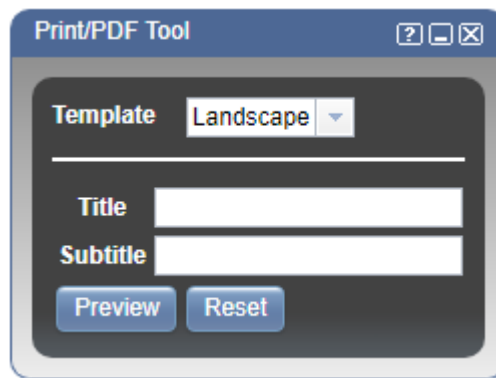 Print/PDF Tool
Template Landscape
Title
Subtitle
Preview Reset